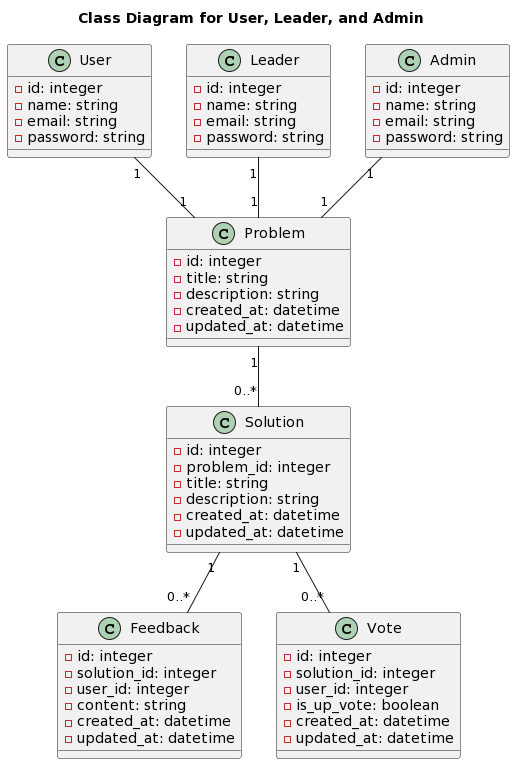 Class Diagram for User, Leader, and Admin
C User
id: integer
name: string
email: string
password: string
C Leader
id: integer
name: string
email: string
password: string
C Admin
id: integer
name: string
email: string
password: string
1
1
1
1
1
1
C Problem
id: integer
title: string
description: string
created_at: datetime
updated_at: datetime
1
0..*
C Solution
id: integer
problem_id: integer
title: string
description: string
created_at: datetime
updated_at: datetime
1
1
0..*
0..*
C Feedback
id: integer
solution_id: integer
user_id: integer
content: string
created_at: datetime
updated_at: datetime
C Vote
id: integer
solution_id: integer
user_id: integer
is_up_vote: boolean
created_at: datetime
updated_at: datetime